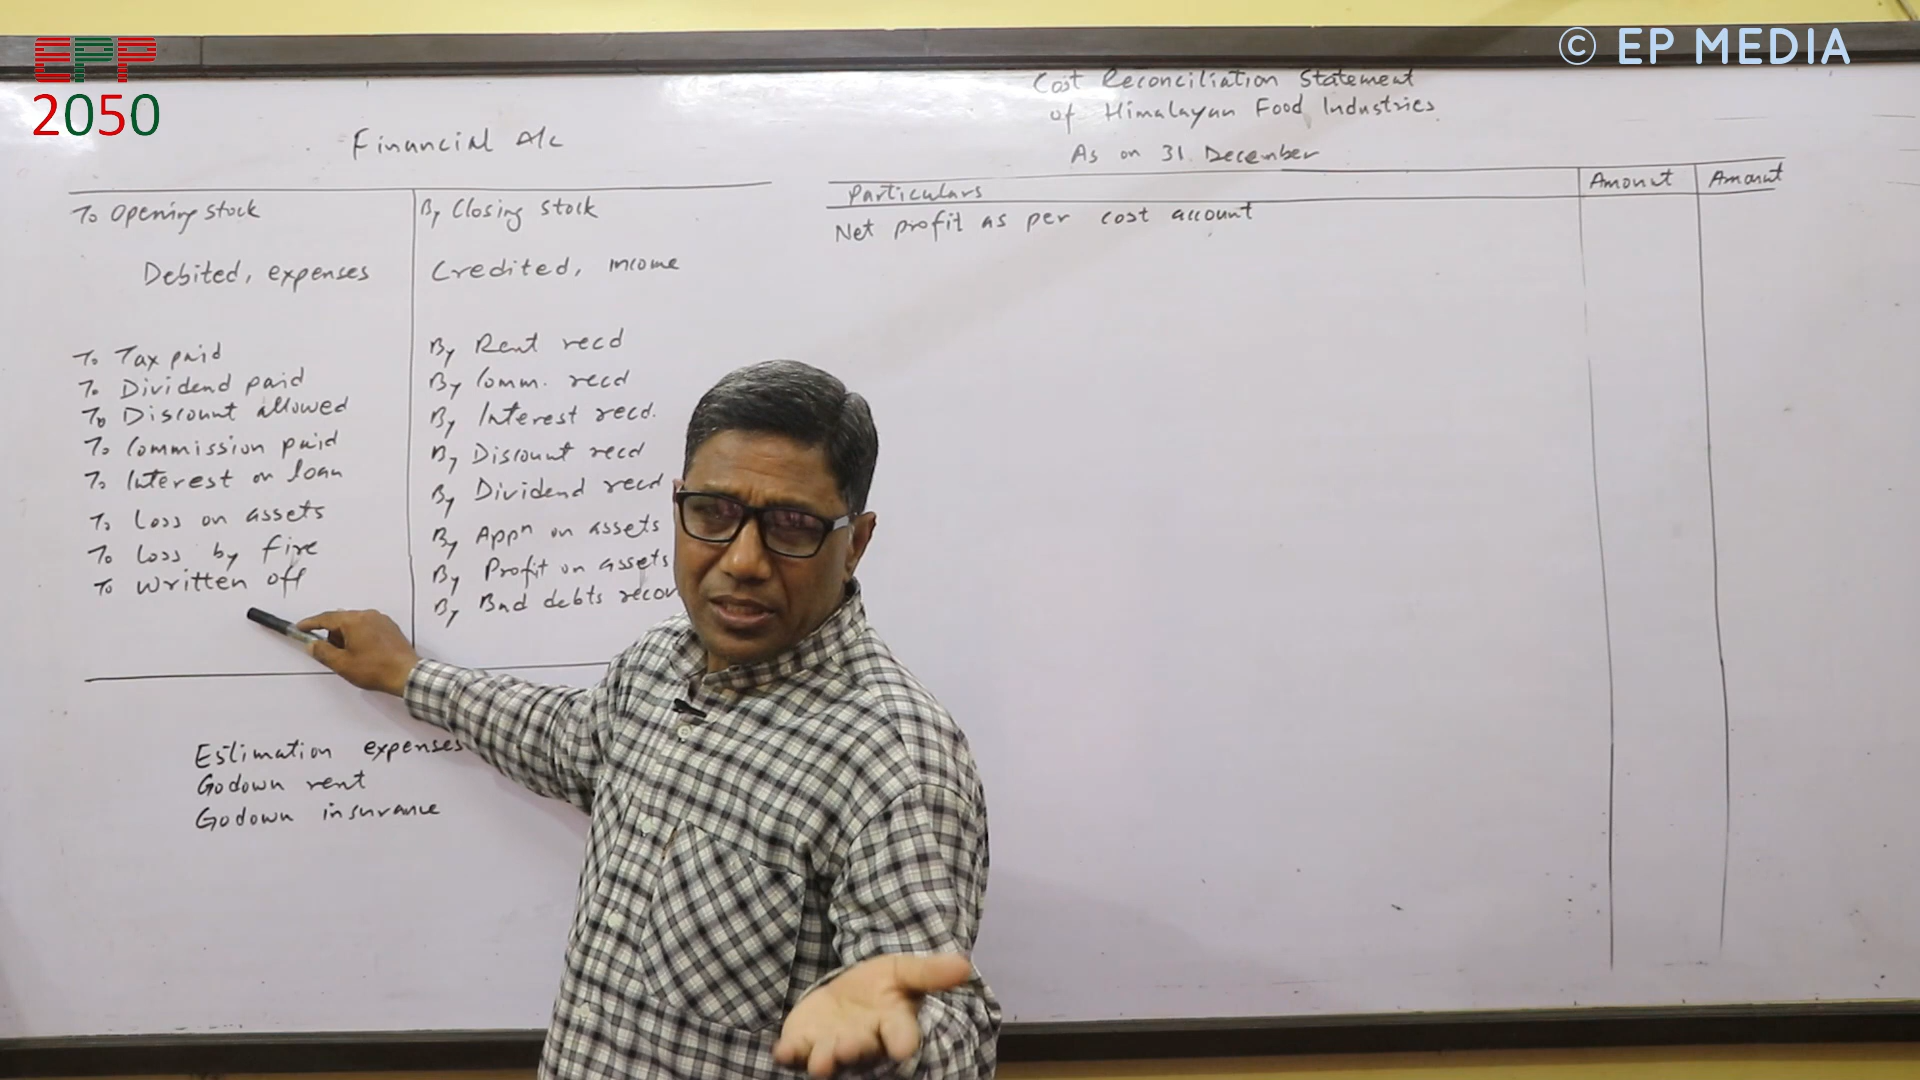 EPP
2050
© EP MEDIA
Financial A/c
To Opening stock
Debited, expenses
To Tax paid
To Dividend paid
To Discount allowed
To Commission paid
To Interest on loan
To Loss on assets
To Loss by fire
To Written off
By Closing stock
Credited, income
By Rent recd
By Comm. recd
By Interest recd.
By Discount recd
By Dividend recd
By Appn on assets
By Profit on assets
By Bad debts recov
Estimation expenses
Godown rent
Godown insurance
Cost Reconciliation Statement
of Himalayan Food Industries
As on 31 December
Particulars Amount Amount
Net profit as per cost account